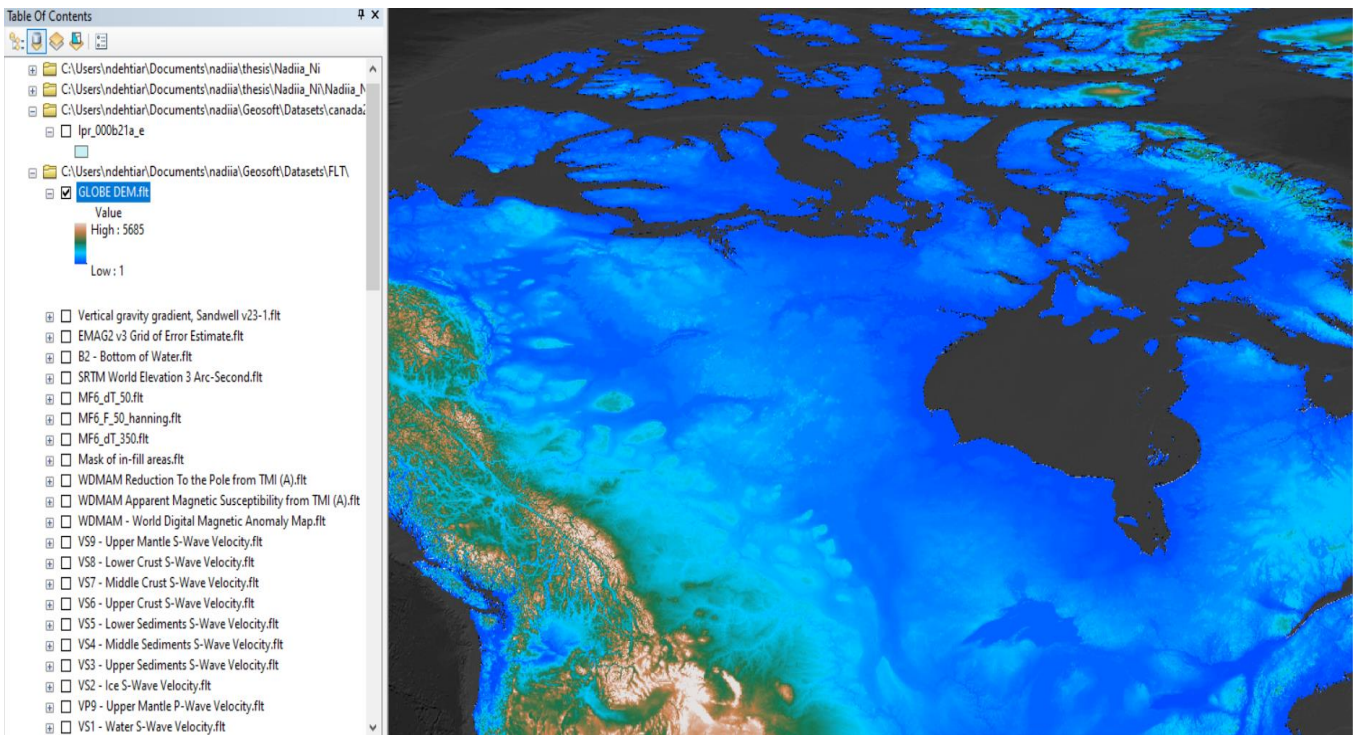 Table Of Contents
C:\Users\ndehtiar\Documents\nadiia\thesis\Nadiia_Ni
C:\Users\ndehtiar\Documents\nadiia\thesis\Nadiia_Ni\Nadiia_N
C:\Users\ndehtiar\Documents\nadiia\Geosoft\Datasets\canada2
lpr_000b21a_e
C:\Users\ndehtiar\Documents\nadiia\Geosoft\Datasets\FLT\
GLOBE DEM.flt
Value
High : 5685
Low : 1
Vertical gravity gradient, Sandwell v23-1.flt
EMAG2 v3 Grid of Error Estimate.flt
B2 - Bottom of Water.flt
SRTM World Elevation 3 Arc-Second.flt
MF6_dT_50.flt
MF6_F_50_hanning.flt
MF6_dT_350.flt
Mask of in-fill areas.flt
WDMAM Reduction To the Pole from TMI (A).flt
WDMAM Apparent Magnetic Susceptibility from TMI (A).flt
WDMAM - World Digital Magnetic Anomaly Map.flt
VS9 - Upper Mantle S-Wave Velocity.flt
VS8 - Lower Crust S-Wave Velocity.flt
VS7 - Middle Crust S-Wave Velocity.flt
VS6 - Upper Crust S-Wave Velocity.flt
VS5 - Lower Sediments S-Wave Velocity.flt
VS4 - Middle Sediments S-Wave Velocity.flt
VS3 - Upper Sediments S-Wave Velocity.flt
VS2 - Ice S-Wave Velocity.flt
VP9 - Upper Mantle P-Wave Velocity.flt
VS1 - Water S-Wave Velocity.flt